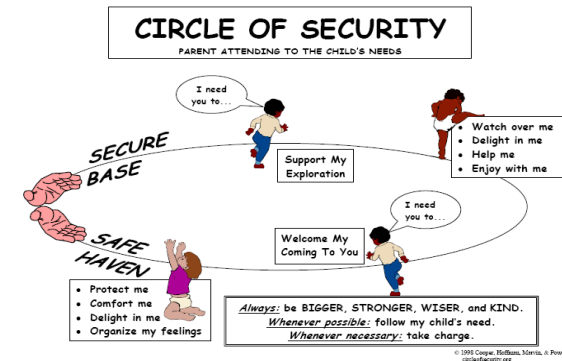 CIRCLE OF SECURITY
PARENT ATTENDING TO THE CHILD'S NEEDS
I need
you to...
SECURE
BASE
Support My
Exploration
• Watch over me
• Delight in me
• Help me
• Enjoy with me
I need
you to...
Welcome My
Coming To You
SAFE
HAVEN
• Protect me
• Comfort me
• Delight in me
• Organize my feelings
Always: be BIGGER, STRONGER, WISER, and KIND.
Whenever possible: follow my child's need.
Whenever necessary: take charge.
© 1998 Cooper, Hoffman, Marvin, & Pow
circleofsecurity.org